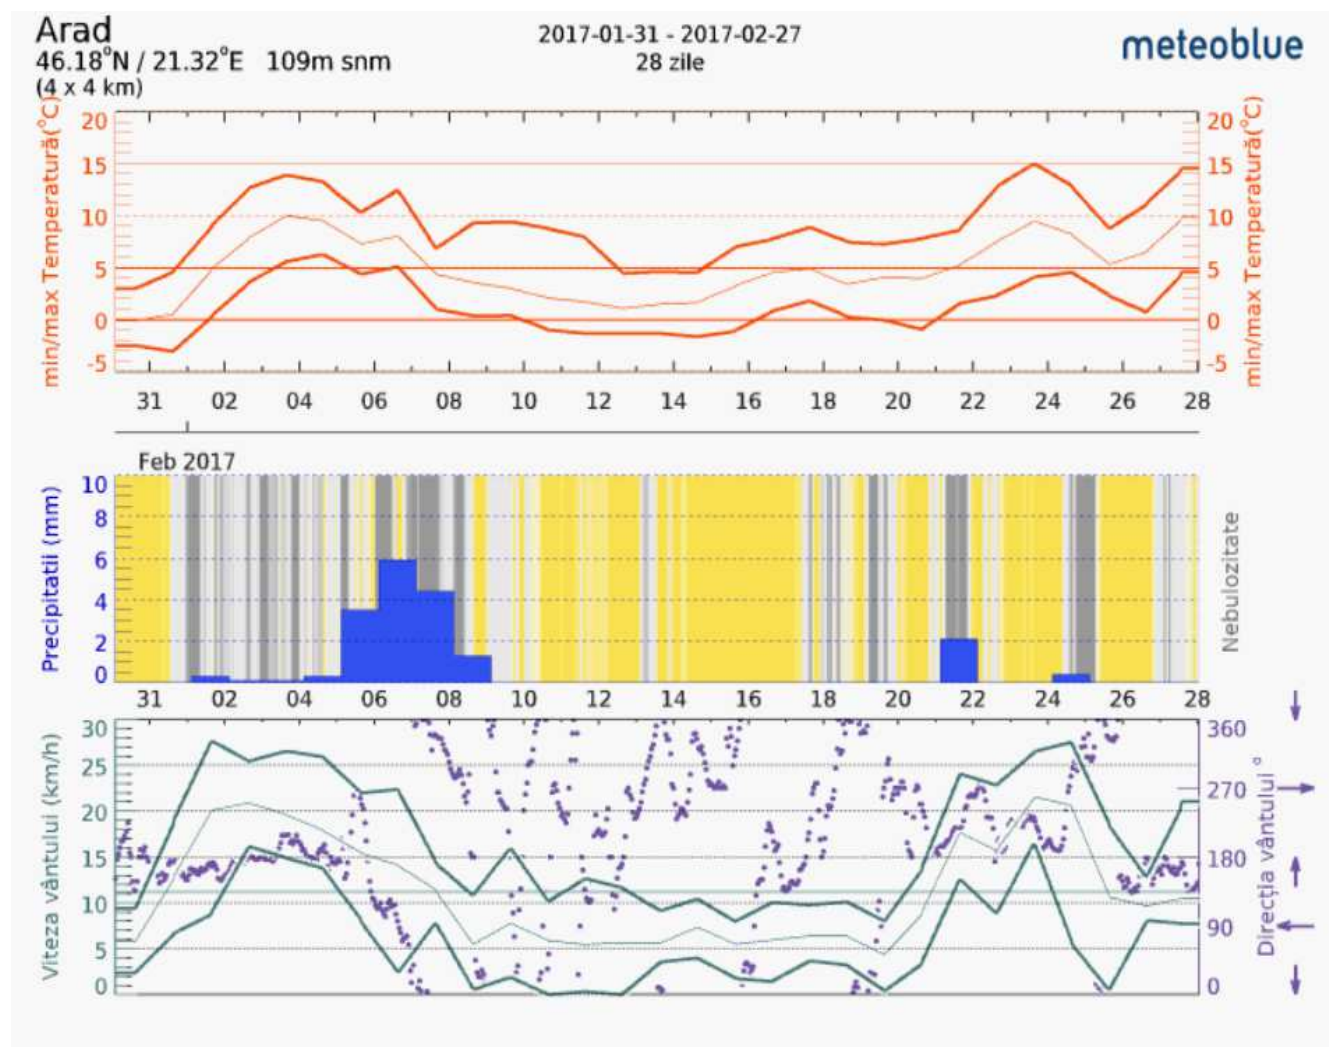 Arad
46.18°N / 21.32°E 109m snm
(4 x 4 km)
2017-01-31 - 2017-02-27
28 zile
meteoblue
min/max Temperatură(°C)
20
15
10
5
0
-5
20
15
10
5
0
-5
min/max Temperatură(°C)
31 02 04 06 08 10 12 14 16 18 20 22 24 26 28
Feb 2017
Precipitatii (mm)
10
8
6
4
2
0
Nebulozitate
31 02 04 06 08 10 12 14 16 18 20 22 24 26 28
Viteza vântului (km/h)
30
25
20
15
10
5
0
360
270
180
90
0
Direcția vântului °